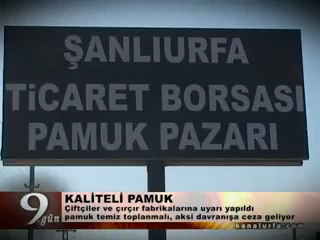 ŞANLIURFA
TİCARET BORSASI
PAMUK PAZARI
9.gün
KALİTELİ PAMUK
Çiftçiler ve çırçır fabrikalarına uyarı yapıldı
pamuk temiz toplanmalı, aksi davranışa ceza geliyor
kanalurfa.com